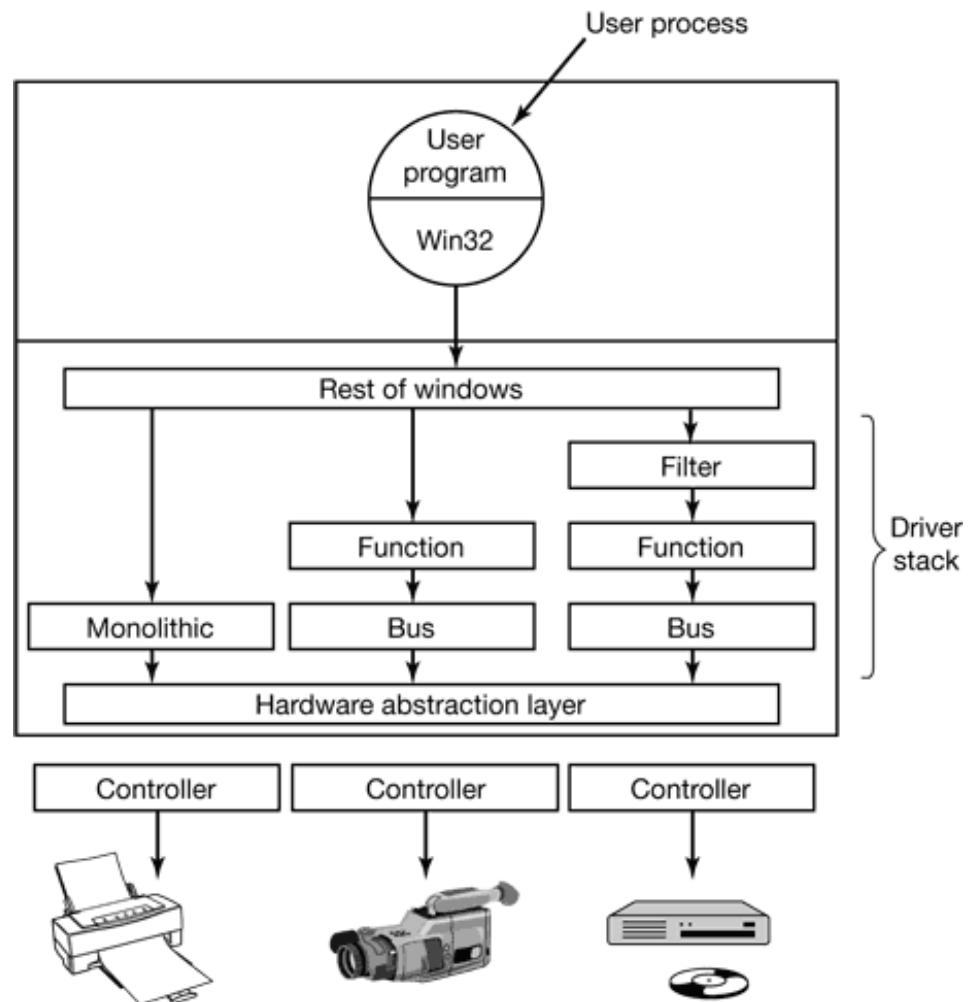 User process
User
program
Win32
Rest of windows
Filter
Function
Function
Driver
stack
Monolithic
Bus
Bus
Hardware abstraction layer
Controller
Controller
Controller